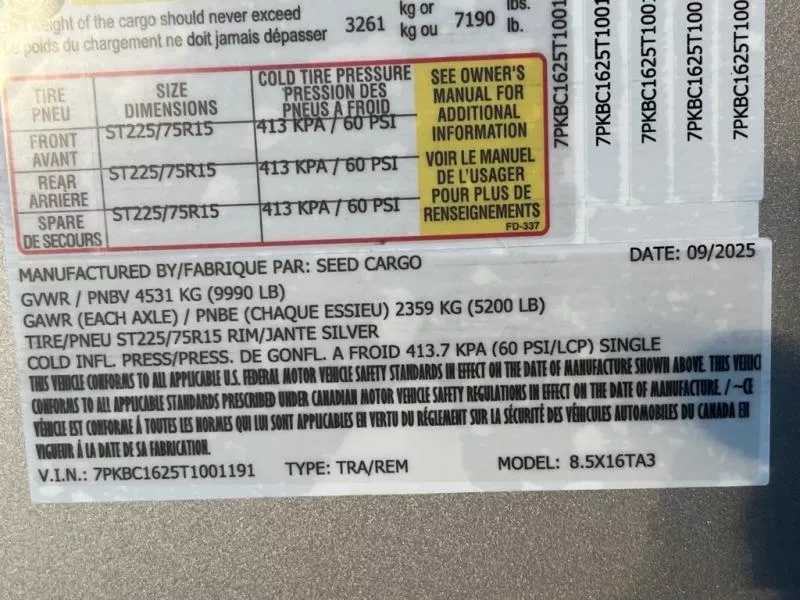 weight of the cargo should never exceed
Le poids du chargement ne doit jamais dépasser
3261
kg or
kg ou
7190
lbs.
lb.
TIRE
PNEU
SIZE
DIMENSIONS
COLD TIRE PRESSURE
PRESSION DES
PNEUS A FROID
SEE OWNER'S
MANUAL FOR
ADDITIONAL
INFORMATION
VOIR LE MANUEL
DE L'USAGER
POUR PLUS DE
RENSEIGNEMENTS
FD-337
FRONT
AVANT
ST225/75R15
413 KPA / 60 PSI
REAR
ARRIÈRE
ST225/75R15
413 KPA / 60 PSI
SPARE
DE SECOURS
ST225/75R15
413 KPA / 60 PSI
7PKBC1625T1001
7PKBC1625T1001
7PKBC1625T1001
7PKBC1625T1001
7PKBC1625T1001
MANUFACTURED BY/FABRIQUE PAR: SEED CARGO
DATE: 09/2025
GVWR / PNBV 4531 KG (9990 LB)
GAWR (EACH AXLE) / PNBE (CHAQUE ESSIEU) 2359 KG (5200 LB)
TIRE/PNEU ST225/75R15 RIM/JANTE SILVER
COLD INFL. PRESS/PRESS. DE GONFL. A FROID 413.7 KPA (60 PSI/LCP) SINGLE
THIS VEHICLE CONFORMS TO ALL APPLICABLE U.S. FEDERAL MOTOR VEHICLE SAFETY STANDARDS IN EFFECT ON THE DATE OF MANUFACTURE SHOWN ABOVE. THIS VEHICL
CONFORMS TO ALL APPLICABLE STANDARDS PRESCRIBED UNDER CANADIAN MOTOR VEHICLE SAFETY REGULATIONS IN EFFECT ON THE DATE OF MANUFACTURE. / ~CE
VÉHICLE EST CONFORME Á TOUTES LES NORMES QUI LUI SONT APPLICABLES EN VERTU DU RÉGLEMENT SUR LA SÉCURITÉ DES VÉHICULES AUTOMOBILES DU CANADA EN
VIGUEUR Á LA DATE DE SA FABRICATION.
V.I.N.: 7PKBC1625T1001191
TYPE: TRA/REM
MODEL: 8.5X16TA3